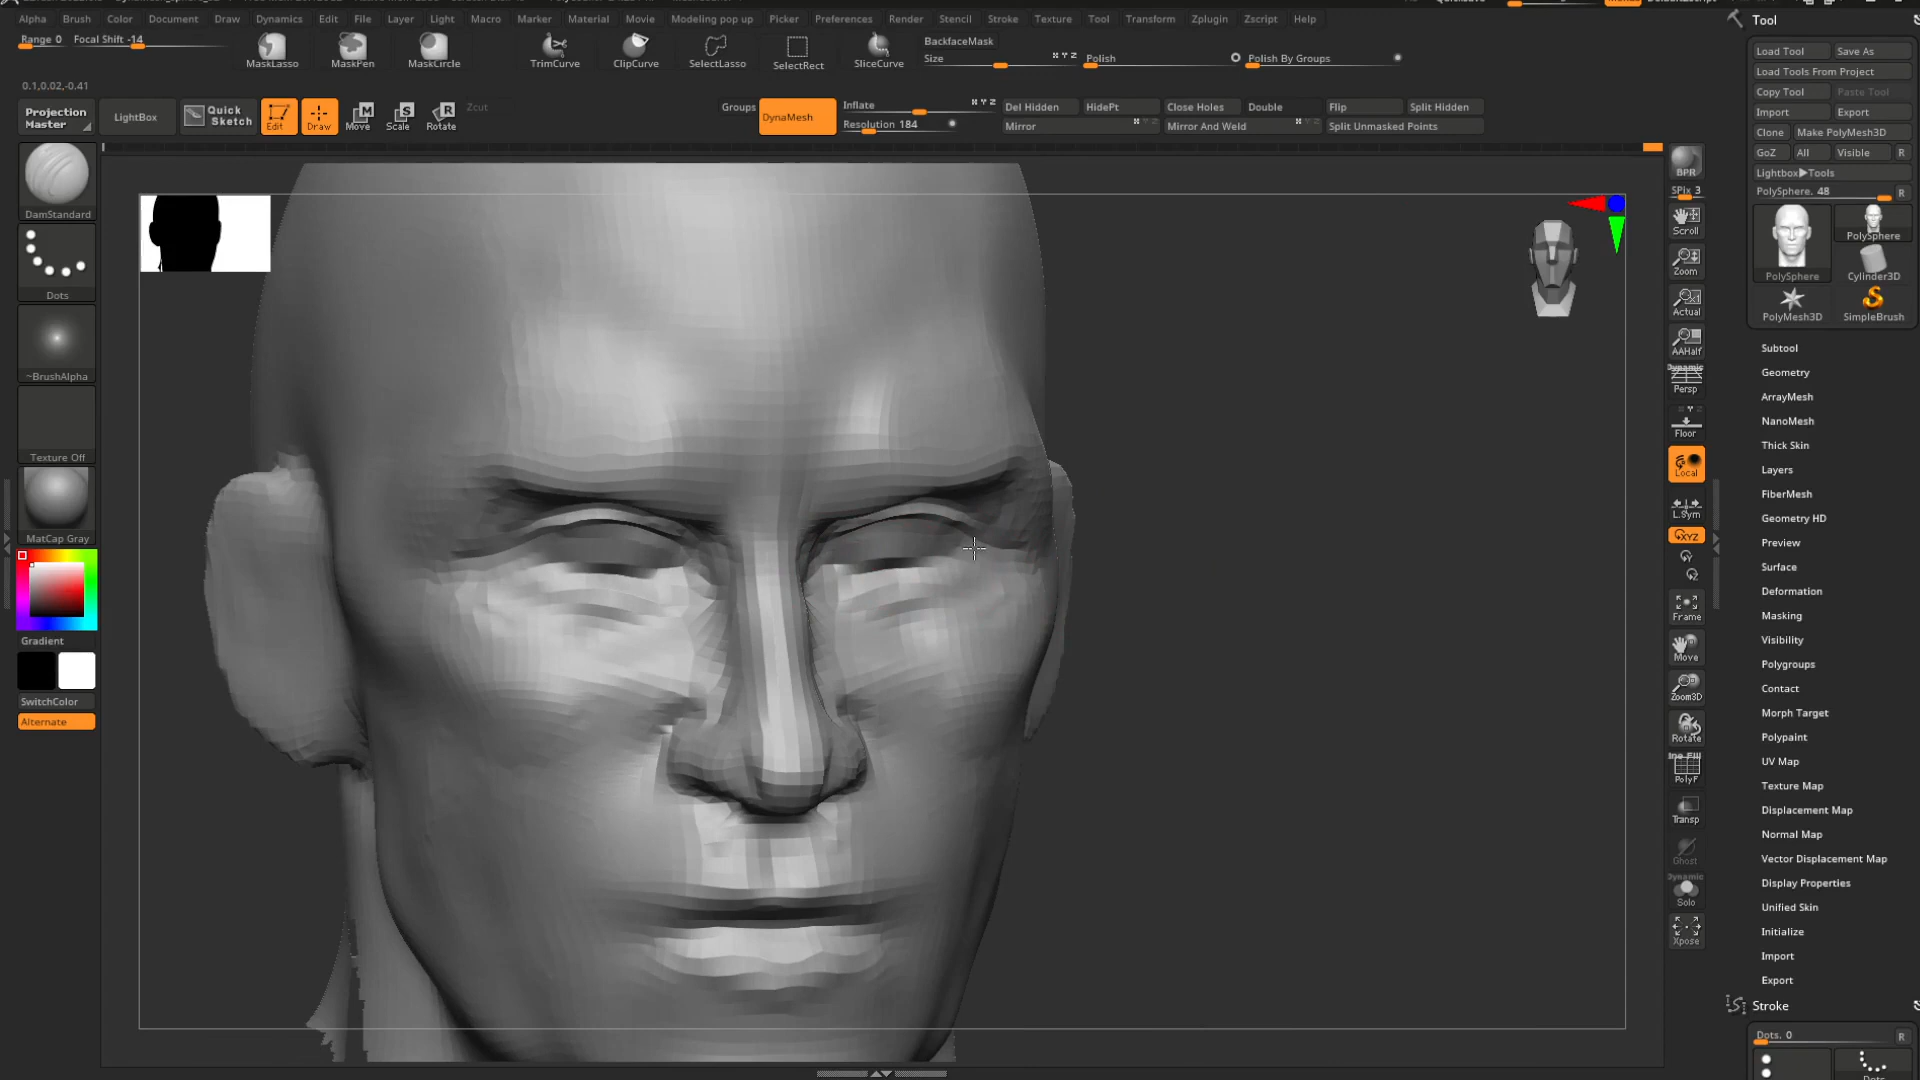 Alpha Brush Color Document Draw Dynamics Edit File Layer Light Macro Marker Material Movie Modeling pop up Picker Preferences Render Stencil Stroke Texture Tool Transform Zplugin Zscript Help
Tool
Range 0 Focal Shift -14
MaskLasso MaskPen MaskCircle TrimCurve ClipCurve SelectLasso SelectRect SliceCurve
BackfaceMask
Size X Y Z Polish Polish By Groups
Load Tool Save As
Load Tools From Project
Copy Tool Paste Tool
Import Export
Clone Make PolyMesh3D
GoZ All Visible R
Lightbox▶Tools
PolySphere. 48 R
PolySphere PolySphere
Cylinder3D
PolyMesh3D SimpleBrush
0.1,0.02,-0.41
Projection Master LightBox Quick Sketch Edit Draw Move Scale Rotate Zcut
Groups DynaMesh Inflate X Y Z Del Hidden HidePt Close Holes Double Flip Split Hidden
Resolution 184 Mirror Mirror And Weld Split Unmasked Points
DamStandard
Dots
~BrushAlpha
Texture Off
MatCap Gray
Gradient
SwitchColor
Alternate
BPR
SPix 3
Scroll
Zoom
Actual
AAHalf
Dynamic
Persp
Floor
Local
L.Sym
XYZ
Y
Z
Frame
Move
Zoom3D
Rotate
Line Fill
PolyF
Transp
Ghost
Dynamic
Solo
Xpose
Subtool
Geometry
ArrayMesh
NanoMesh
Thick Skin
Layers
FiberMesh
Geometry HD
Preview
Surface
Deformation
Masking
Visibility
Polygroups
Contact
Morph Target
Polypaint
UV Map
Texture Map
Displacement Map
Normal Map
Vector Displacement Map
Display Properties
Unified Skin
Initialize
Import
Export
Stroke
Dots. 0 R
Dots